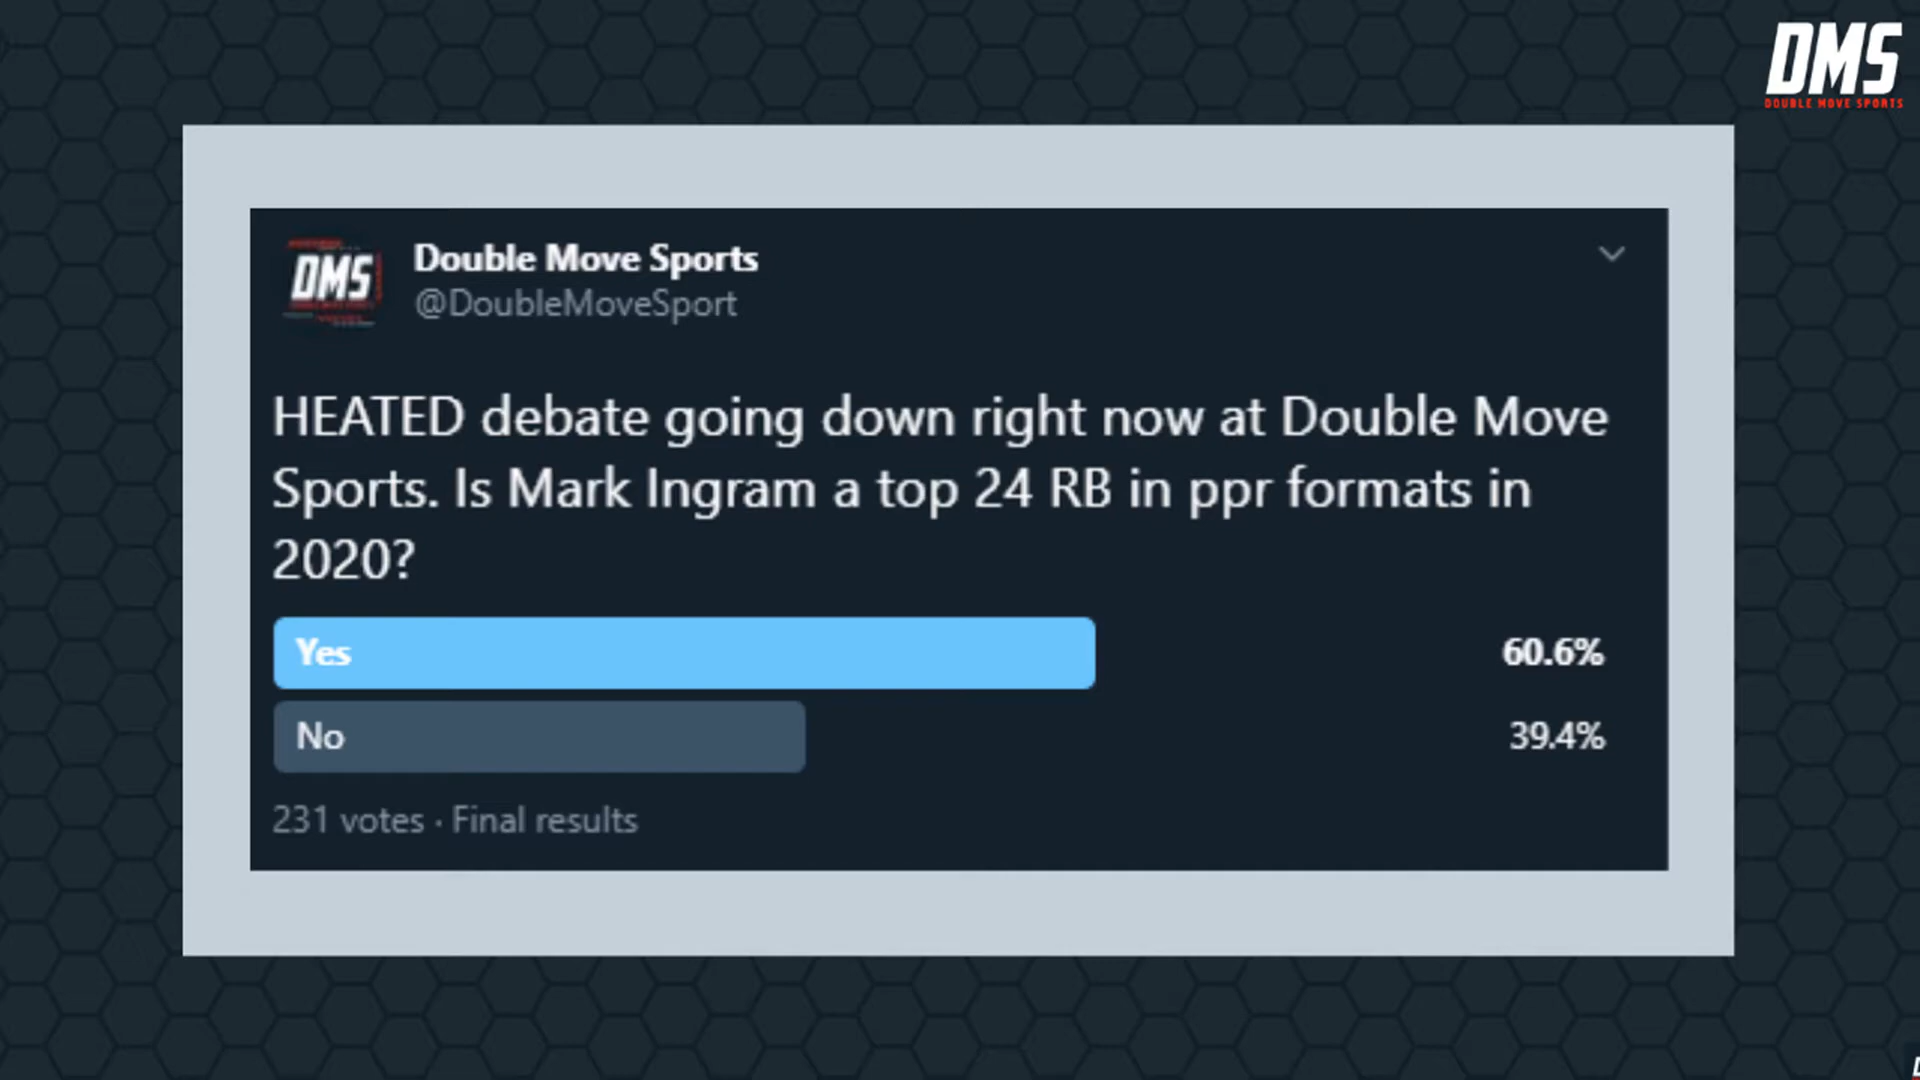 DMS
DOUBLE MOVE SPORTS
DMS
Double Move Sports
@DoubleMoveSport
HEATED debate going down right now at Double Move
Sports. Is Mark Ingram a top 24 RB in ppr formats in
2020?
Yes 60.6%
No 39.4%
231 votes · Final results